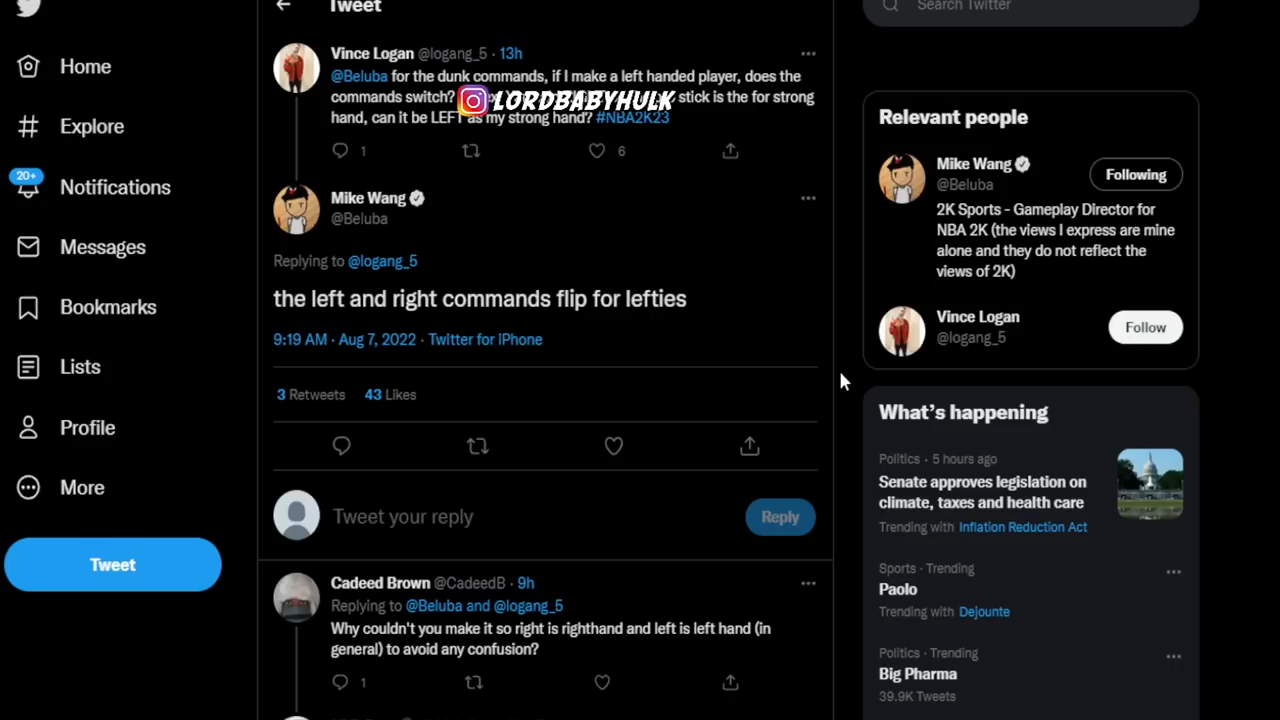 Tweet
Search Twitter
Home
Explore
20+
Notifications
Messages
Bookmarks
Lists
Profile
More
Tweet
Vince Logan @logang_5 · 13h
@Beluba for the dunk commands, if I make a left handed player, does the
commands switch? stick is the for strong
hand, can it be LEFT as my strong hand? #NBA2K23
LORDBABYHULK
1
6
Mike Wang
@Beluba
Replying to @logang_5
the left and right commands flip for lefties
9:19 AM · Aug 7, 2022 · Twitter for iPhone
3 Retweets 43 Likes
Tweet your reply
Reply
Cadeed Brown @CadeedB · 9h
Replying to @Beluba and @logang_5
Why couldn't you make it so right is righthand and left is left hand (in
general) to avoid any confusion?
1
Relevant people
Mike Wang
@Beluba
Following
2K Sports - Gameplay Director for
NBA 2K (the views I express are mine
alone and they do not reflect the
views of 2K)
Vince Logan
@logang_5
Follow
What's happening
Politics · 5 hours ago
Senate approves legislation on
climate, taxes and health care
Trending with Inflation Reduction Act
Sports · Trending
Paolo
Trending with Dejounte
Politics · Trending
Big Pharma
39.9K Tweets